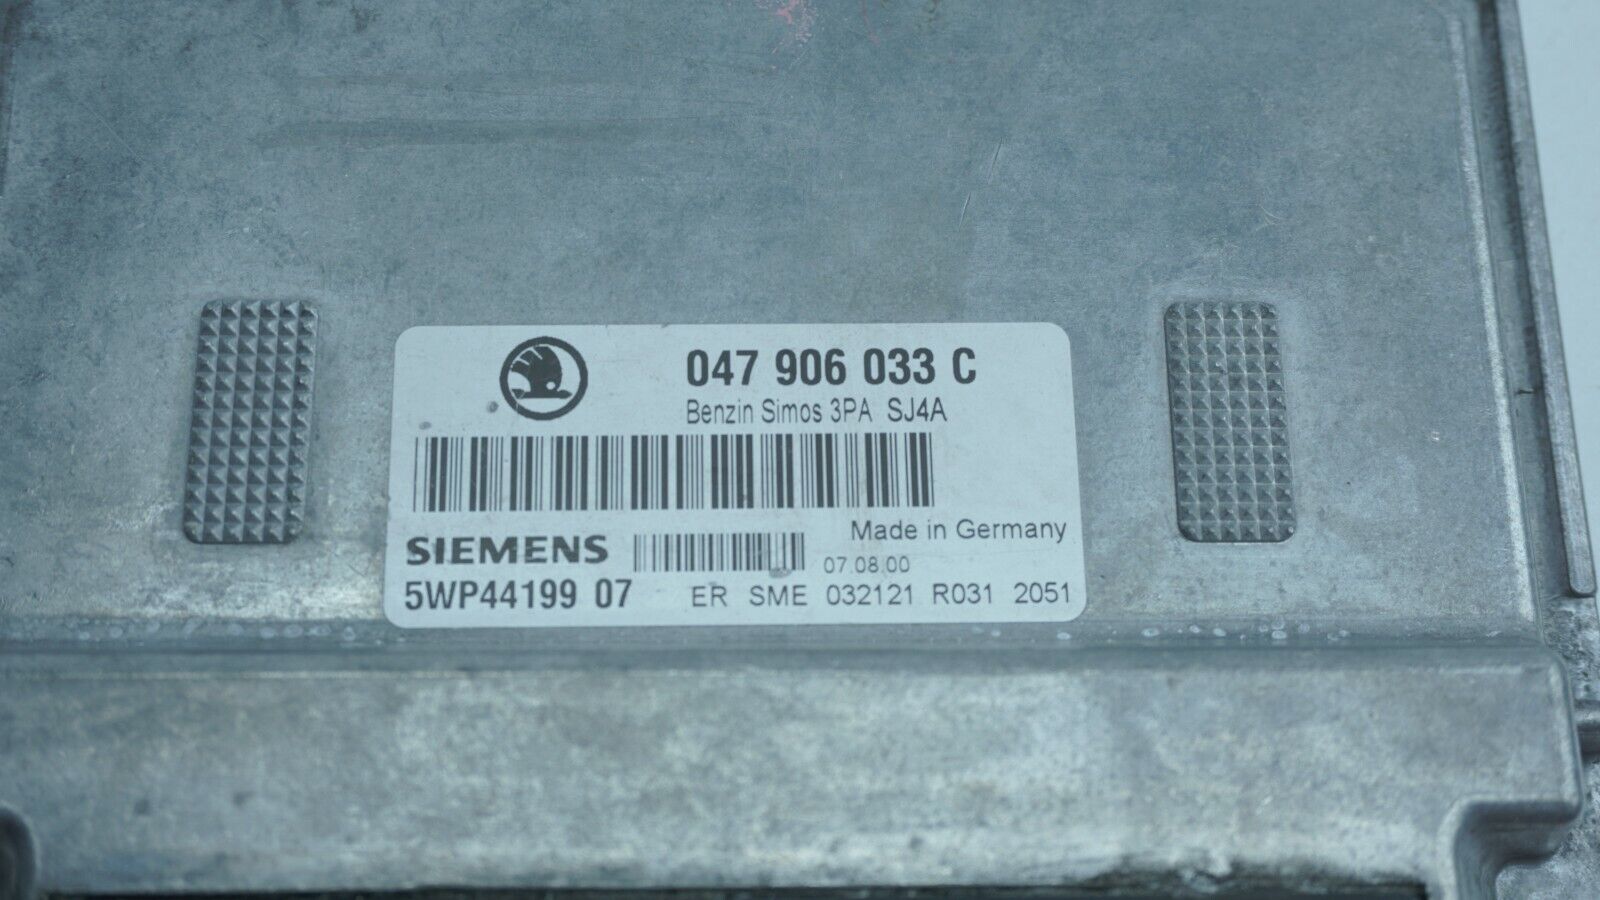 047 906 033 C
Benzin Simos 3PA SJ4A
Made in Germany
SIEMENS
07.08.00
5WP44199 07 ER SME 032121 R031 2051